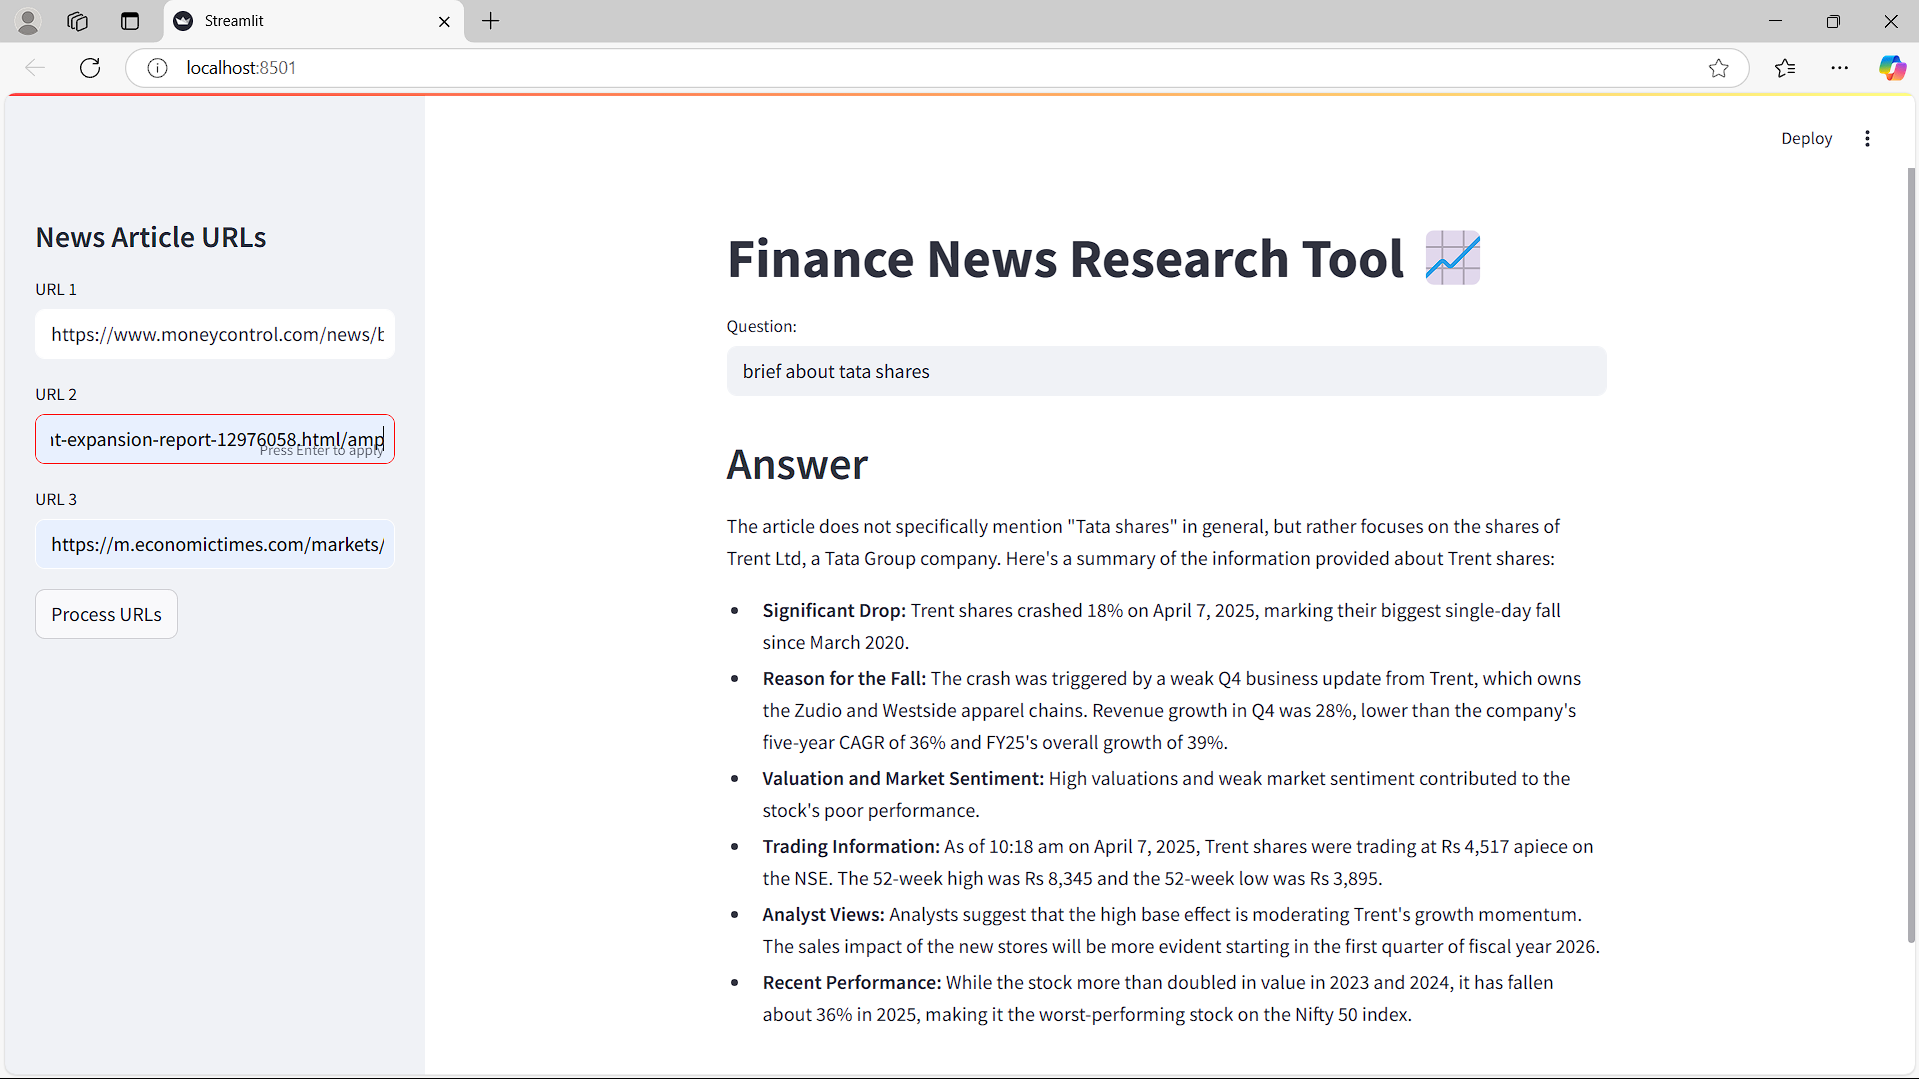 Streamlit
localhost:8501
Deploy
News Article URLs
URL 1
https://www.moneycontrol.com/news/b
URL 2
nt-expansion-report-12976058.html/amp
Press Enter to apply
URL 3
https://m.economictimes.com/markets/
Process URLs
Finance News Research Tool
Question:
brief about tata shares
Answer
The article does not specifically mention "Tata shares" in general, but rather focuses on the shares of
Trent Ltd, a Tata Group company. Here's a summary of the information provided about Trent shares:
• Significant Drop: Trent shares crashed 18% on April 7, 2025, marking their biggest single-day fall
since March 2020.
• Reason for the Fall: The crash was triggered by a weak Q4 business update from Trent, which owns
the Zudio and Westside apparel chains. Revenue growth in Q4 was 28%, lower than the company's
five-year CAGR of 36% and FY25's overall growth of 39%.
• Valuation and Market Sentiment: High valuations and weak market sentiment contributed to the
stock's poor performance.
• Trading Information: As of 10:18 am on April 7, 2025, Trent shares were trading at Rs 4,517 apiece on
the NSE. The 52-week high was Rs 8,345 and the 52-week low was Rs 3,895.
• Analyst Views: Analysts suggest that the high base effect is moderating Trent's growth momentum.
The sales impact of the new stores will be more evident starting in the first quarter of fiscal year 2026.
• Recent Performance: While the stock more than doubled in value in 2023 and 2024, it has fallen
about 36% in 2025, making it the worst-performing stock on the Nifty 50 index.